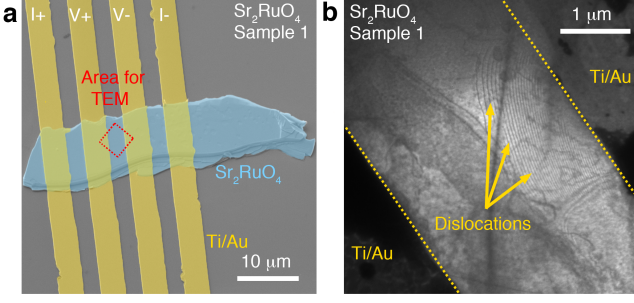 a
I+ V+ V- I-
Sr₂RuO₄
Sample 1
Area for
TEM
Sr₂RuO₄
Ti/Au
10 μm
b
Sr₂RuO₄
Sample 1
1 μm
Ti/Au
Dislocations
Ti/Au